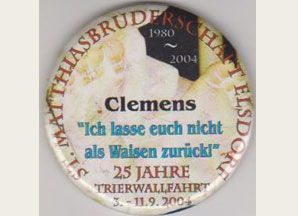 ST. MATTHIASBRUDERSCHAFT ELSDORF
1980
~
2004
Clemens
"Ich lasse euch nicht
als Waisen zurück!"
25 JAHRE
TRIERWALLFAHRT
3. - 11.9.2004